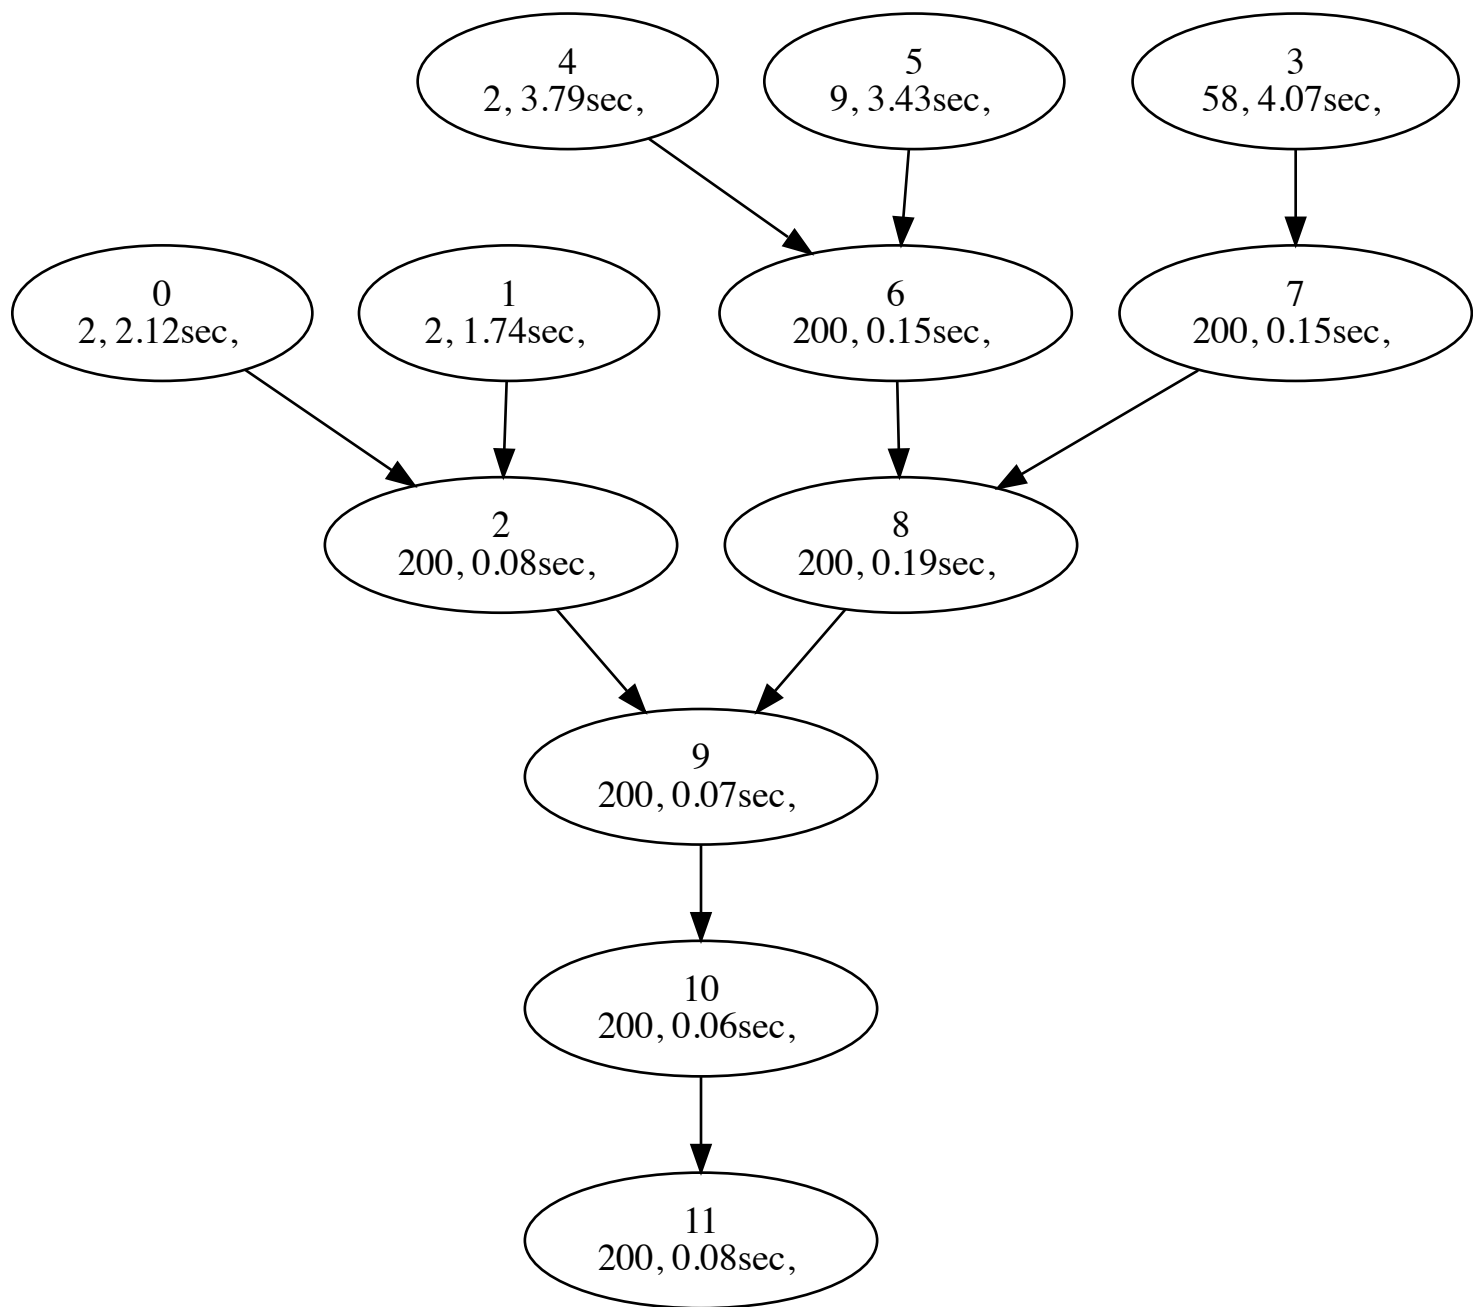 4
2, 3.79sec,
5
9, 3.43sec,
3
58, 4.07sec,
0
2, 2.12sec,
1
2, 1.74sec,
6
200, 0.15sec,
7
200, 0.15sec,
2
200, 0.08sec,
8
200, 0.19sec,
9
200, 0.07sec,
10
200, 0.06sec,
11
200, 0.08sec,